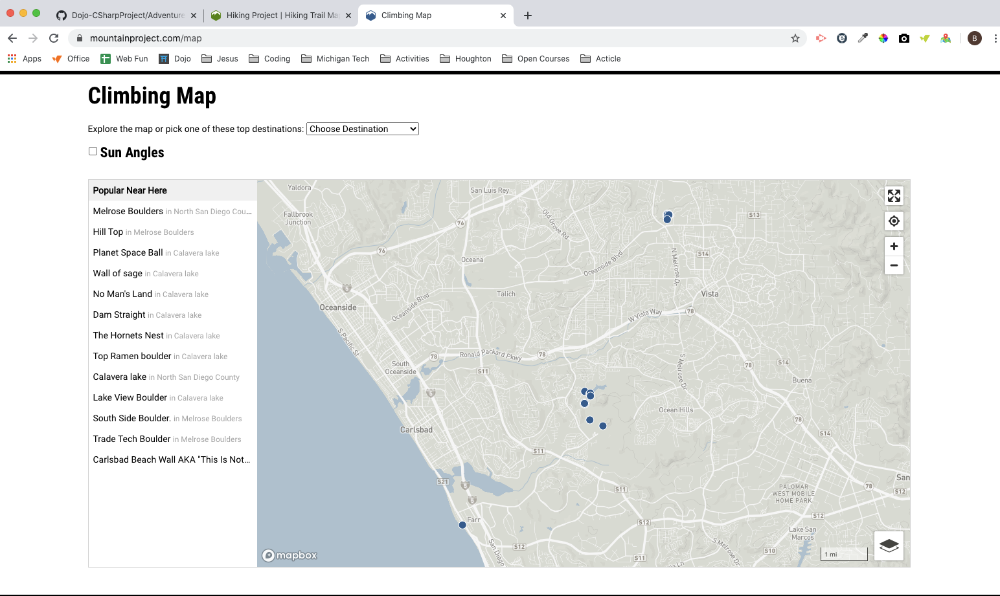 Dojo-CSharpProject/Adventure
Hiking Project | Hiking Trail Ma
Climbing Map
mountainproject.com/map
B
Apps
Office
Web Fun
Dojo
Jesus
Coding
Michigan Tech
Activities
Houghton
Open Courses
Acticle
Climbing Map
Explore the map or pick one of these top destinations: Choose Destination
Sun Angles
Popular Near Here
Melrose Boulders in North San Diego Cou...
Hill Top in Melrose Boulders
Planet Space Ball in Calavera lake
Wall of sage in Calavera lake
No Man's Land in Calavera lake
Dam Straight in Calavera lake
The Hornets Nest in Calavera lake
Top Ramen boulder in Calavera lake
Calavera lake in North San Diego County
Lake View Boulder in Calavera lake
South Side Boulder. in Melrose Boulders
Trade Tech Boulder in Melrose Boulders
Carlsbad Beach Wall AKA "This Is Not...
Yaldora
San Luis Rey
Fallbrook
Junction
76
Old Grove Rd
S13
76
Oceana
Oceanside Blvd
N Melrose Dr
S14
5
Talich
Vista
Oceanside
Oceanside Blvd
W Vista Way
78
S Pacific St
78
Ronald Packard Pkwy
78
South
Oceanside
S11
S Melrose Dr
78
S14
Buena
5
Ocean Hills
78
Carlsbad
S14
S11
S21
5
S11
PALOMAR
WEST MOBILE
HOME PARK
78
San
S12
5
Farr
S12
S12
Lake San
Marcos
San Diego
S12
S Melrose Dr
S10
S11
mapbox
1 mi